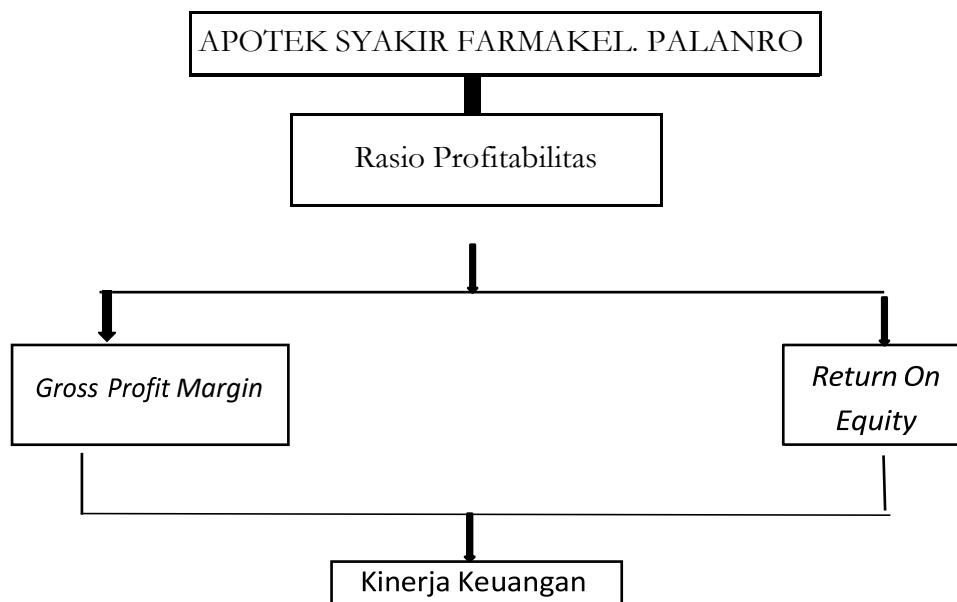 APOTEK SYAKIR FARMAKEL. PALANRO
Rasio Profitabilitas
Gross Profit Margin
Return On
Equity
Kinerja Keuangan